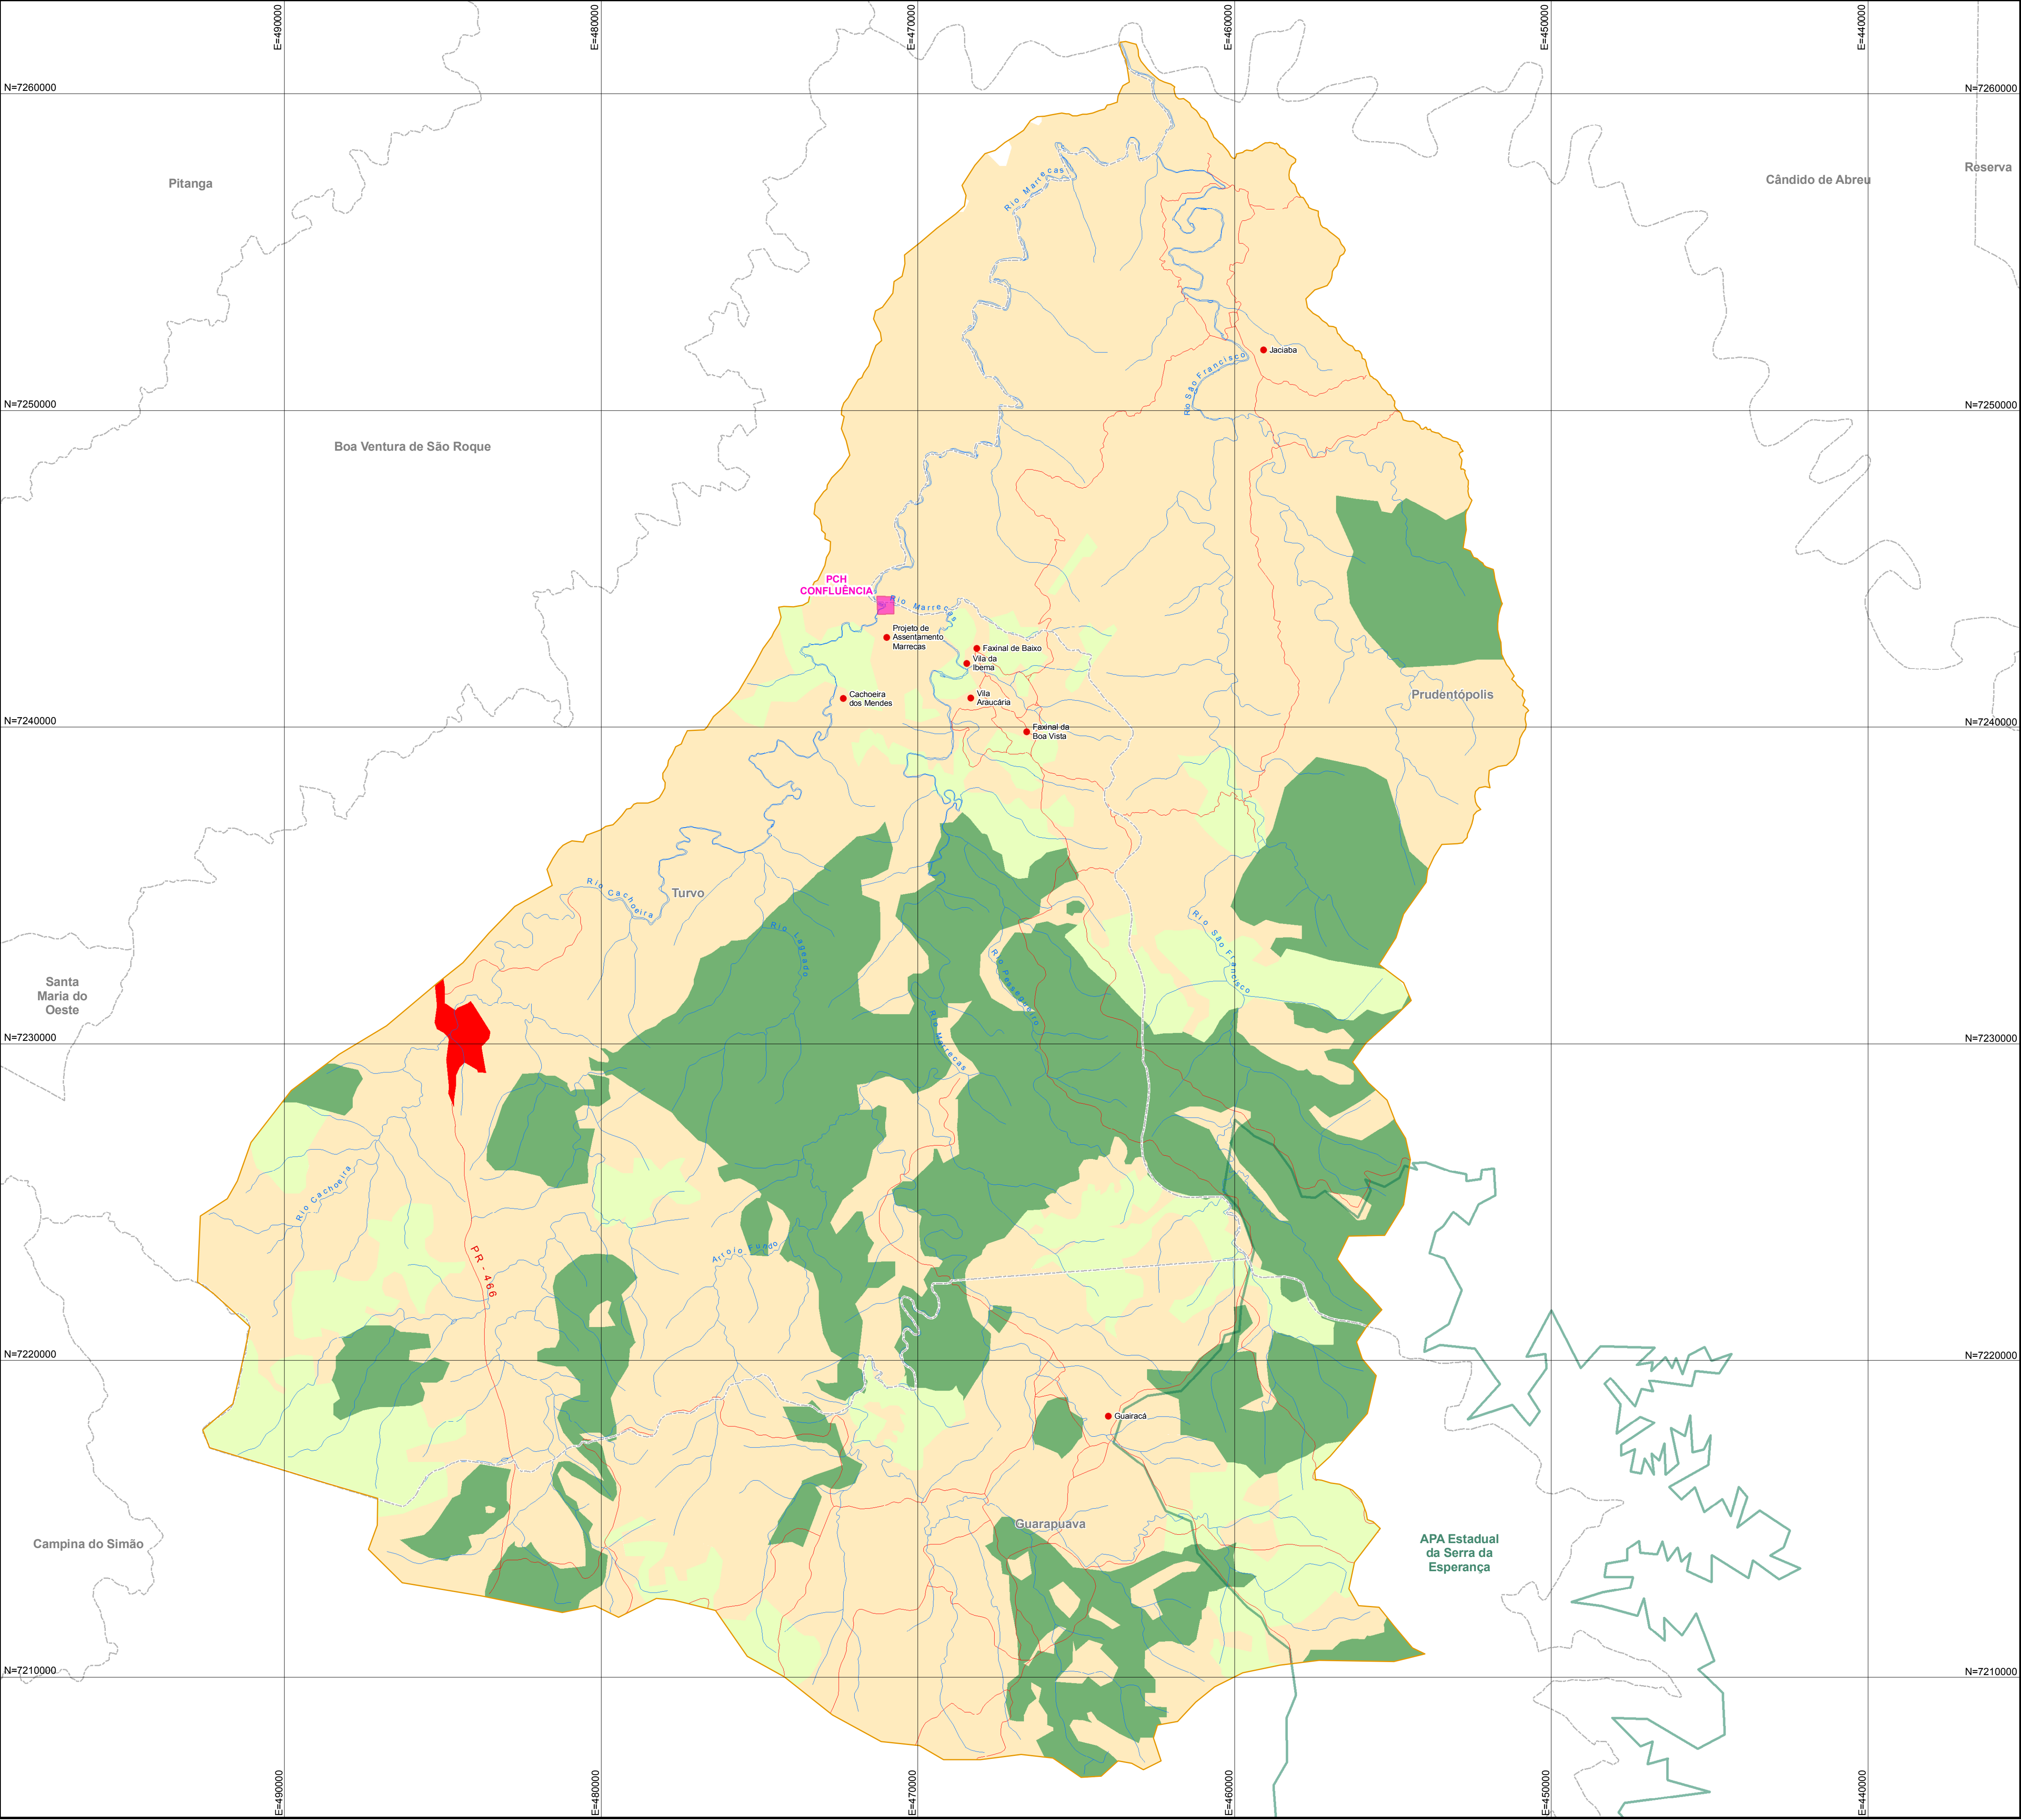 E=490000
E=480000
E=470000
E=460000
E=450000
E=440000
N=7260000
N=7260000
Pitanga
Cândido de Abreu
Reserva
Rio Marrecas
Jaciaba
Rio São Francisco
N=7250000
N=7250000
Boa Ventura de São Roque
PCH
CONFLUÊNCIA
Rio Marrecas
Projeto de
Assentamento
Marrecas
Faxinal de Baixo
Vila da
Ibema
Cachoeira
dos Mendes
Vila
Araucária
Prudentópolis
N=7240000
N=7240000
Faxinal da
Boa Vista
Turvo
Rio Cachoeira
Rio Lageado
Rio São Francisco
Rio Pessegueiro
Santa
Maria do
Oeste
Rio Marrecas
N=7230000
N=7230000
Rio Cachoeira
PR - 466
Arroio Fundo
N=7220000
N=7220000
Guairacá
Guarapuava
Campina do Simão
APA Estadual
da Serra da
Esperança
N=7210000
N=7210000
E=490000
E=480000
E=470000
E=460000
E=450000
E=440000